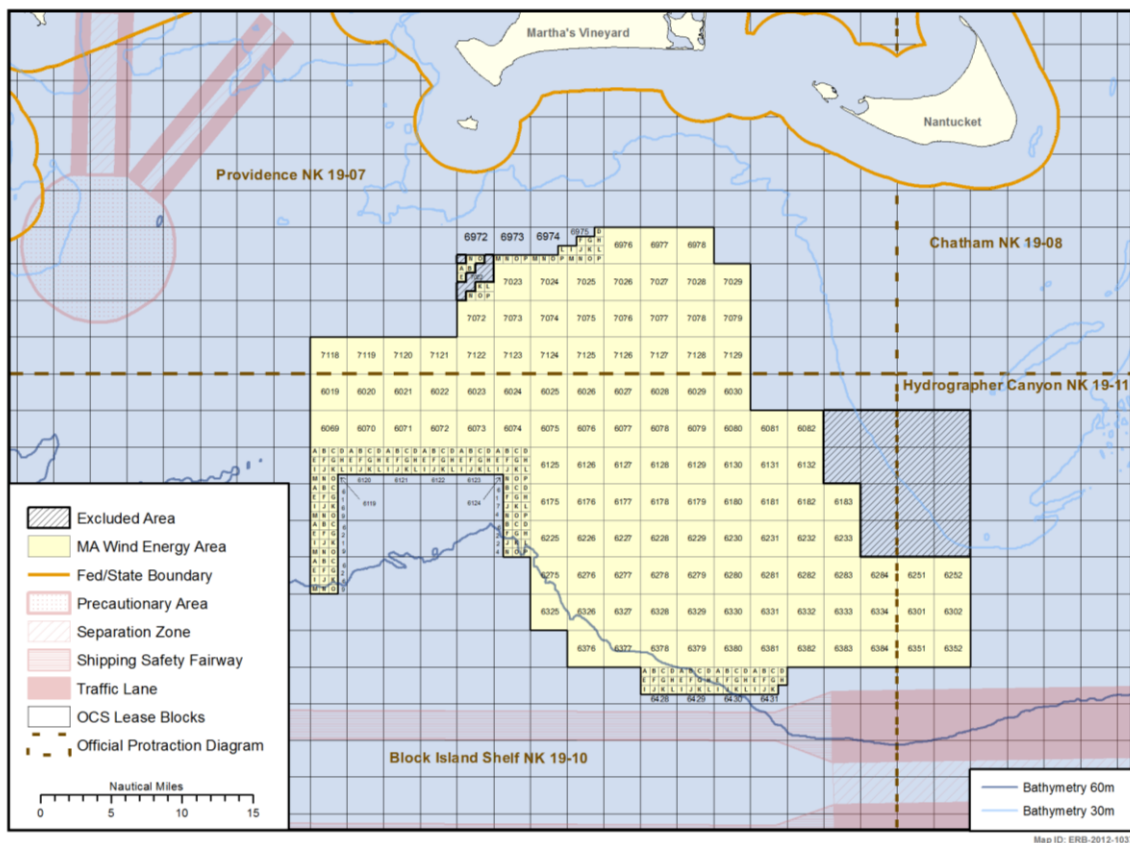 Martha's Vineyard
Nantucket
Providence NK 19-07
Chatham NK 19-08
6972 6973 6974 6975 D
F G H
L I J K L
N O M N O P M N O P M N O P
6976 6977 6978
A B
E
K L
N O P
7023 7024 7025 7026 7027 7028 7029
7072 7073 7074 7075 7076 7077 7078 7079
7118 7119 7120 7121 7122 7123 7124 7125 7126 7127 7128 7129
Hydrographer Canyon NK 19-11
6019 6020 6021 6022 6023 6024 6025 6026 6027 6028 6029 6030
6069 6070 6071 6072 6073 6074 6075 6076 6077 6078 6079 6080 6081 6082
A B C D A B C D A B C D A B C D A B C D A B C D
E F G H E F G H E F G H E F G H E F G H E F G H
I J K L I J K L I J K L I J K L I J K L I J K L
6125 6126 6127 6128 6129 6130 6131 6132
6120 6121 6122 6123
6119 6124
6175 6176 6177 6178 6179 6180 6181 6182 6183
6225 6226 6227 6228 6229 6230 6231 6232 6233
6275 6276 6277 6278 6279 6280 6281 6282 6283 6284 6251 6252
6325 6326 6327 6328 6329 6330 6331 6332 6333 6334 6301 6302
6376 6377 6378 6379 6380 6381 6382 6383 6384 6351 6352
A B C D A B C D A B C D A B C D
E F G H E F G H E F G H E F G H
I J K L I J K L I J K L I J K
6428 6429 6430 6431
Block Island Shelf NK 19-10
Excluded Area
MA Wind Energy Area
Fed/State Boundary
Precautionary Area
Separation Zone
Shipping Safety Fairway
Traffic Lane
OCS Lease Blocks
Official Protraction Diagram
Nautical Miles
0 5 10 15
Bathymetry 60m
Bathymetry 30m
Map ID: ERB-2012-103